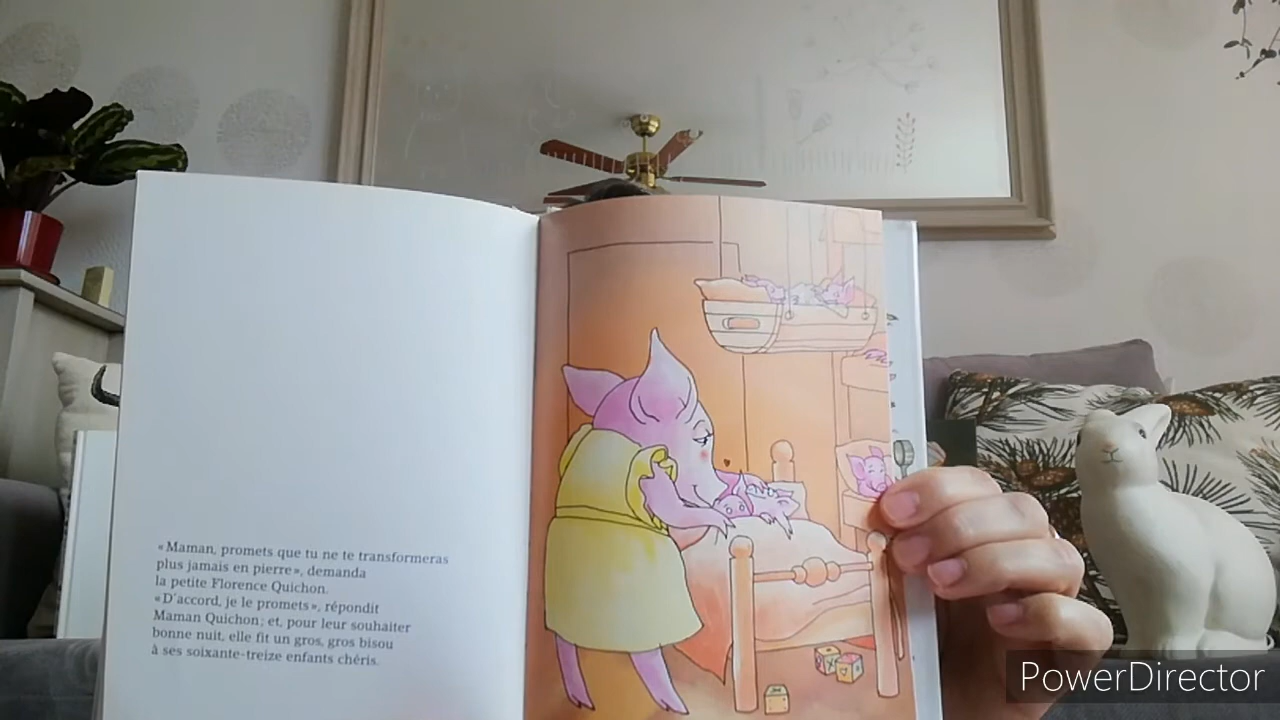 «Maman, promets que tu ne te transformeras
plus jamais en pierre», demanda
la petite Florence Quichon.
«D'accord, je le promets», répondit
Maman Quichon; et, pour leur souhaiter
bonne nuit, elle fit un gros, gros bisou
à ses soixante-treize enfants chéris.
PowerDirector